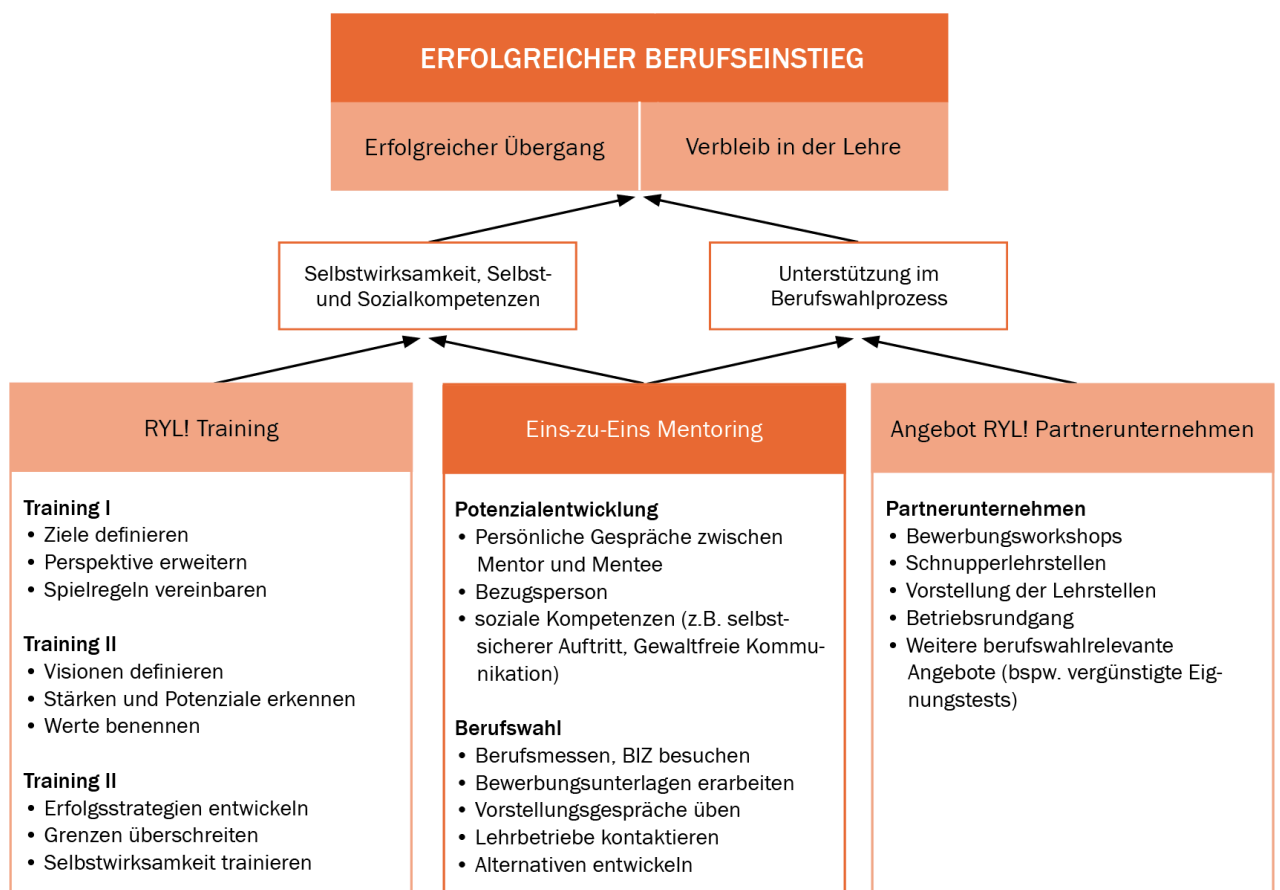 ERFOLGREICHER BERUFSEINSTIEG
Erfolgreicher Übergang
Verbleib in der Lehre
Selbstwirksamkeit, Selbst-
und Sozialkompetenzen
Unterstützung im
Berufswahlprozess
RYL! Training
Training I
• Ziele definieren
• Perspektive erweitern
• Spielregeln vereinbaren
Training II
• Visionen definieren
• Stärken und Potenziale erkennen
• Werte benennen
Training II
• Erfolgsstrategien entwickeln
• Grenzen überschreiten
• Selbstwirksamkeit trainieren
Eins-zu-Eins Mentoring
Potenzialentwicklung
• Persönliche Gespräche zwischen
Mentor und Mentee
• Bezugsperson
• soziale Kompetenzen (z.B. selbst-
sicherer Auftritt, Gewaltfreie Kommu-
nikation)
Berufswahl
• Berufsmessen, BIZ besuchen
• Bewerbungsunterlagen erarbeiten
• Vorstellungsgespräche üben
• Lehrbetriebe kontaktieren
• Alternativen entwickeln
Angebot RYL! Partnerunternehmen
Partnerunternehmen
• Bewerbungsworkshops
• Schnupperlehrstellen
• Vorstellung der Lehrstellen
• Betriebsrundgang
• Weitere berufswahlrelevante
Angebote (bspw. vergünstigte Eig-
nungstests)